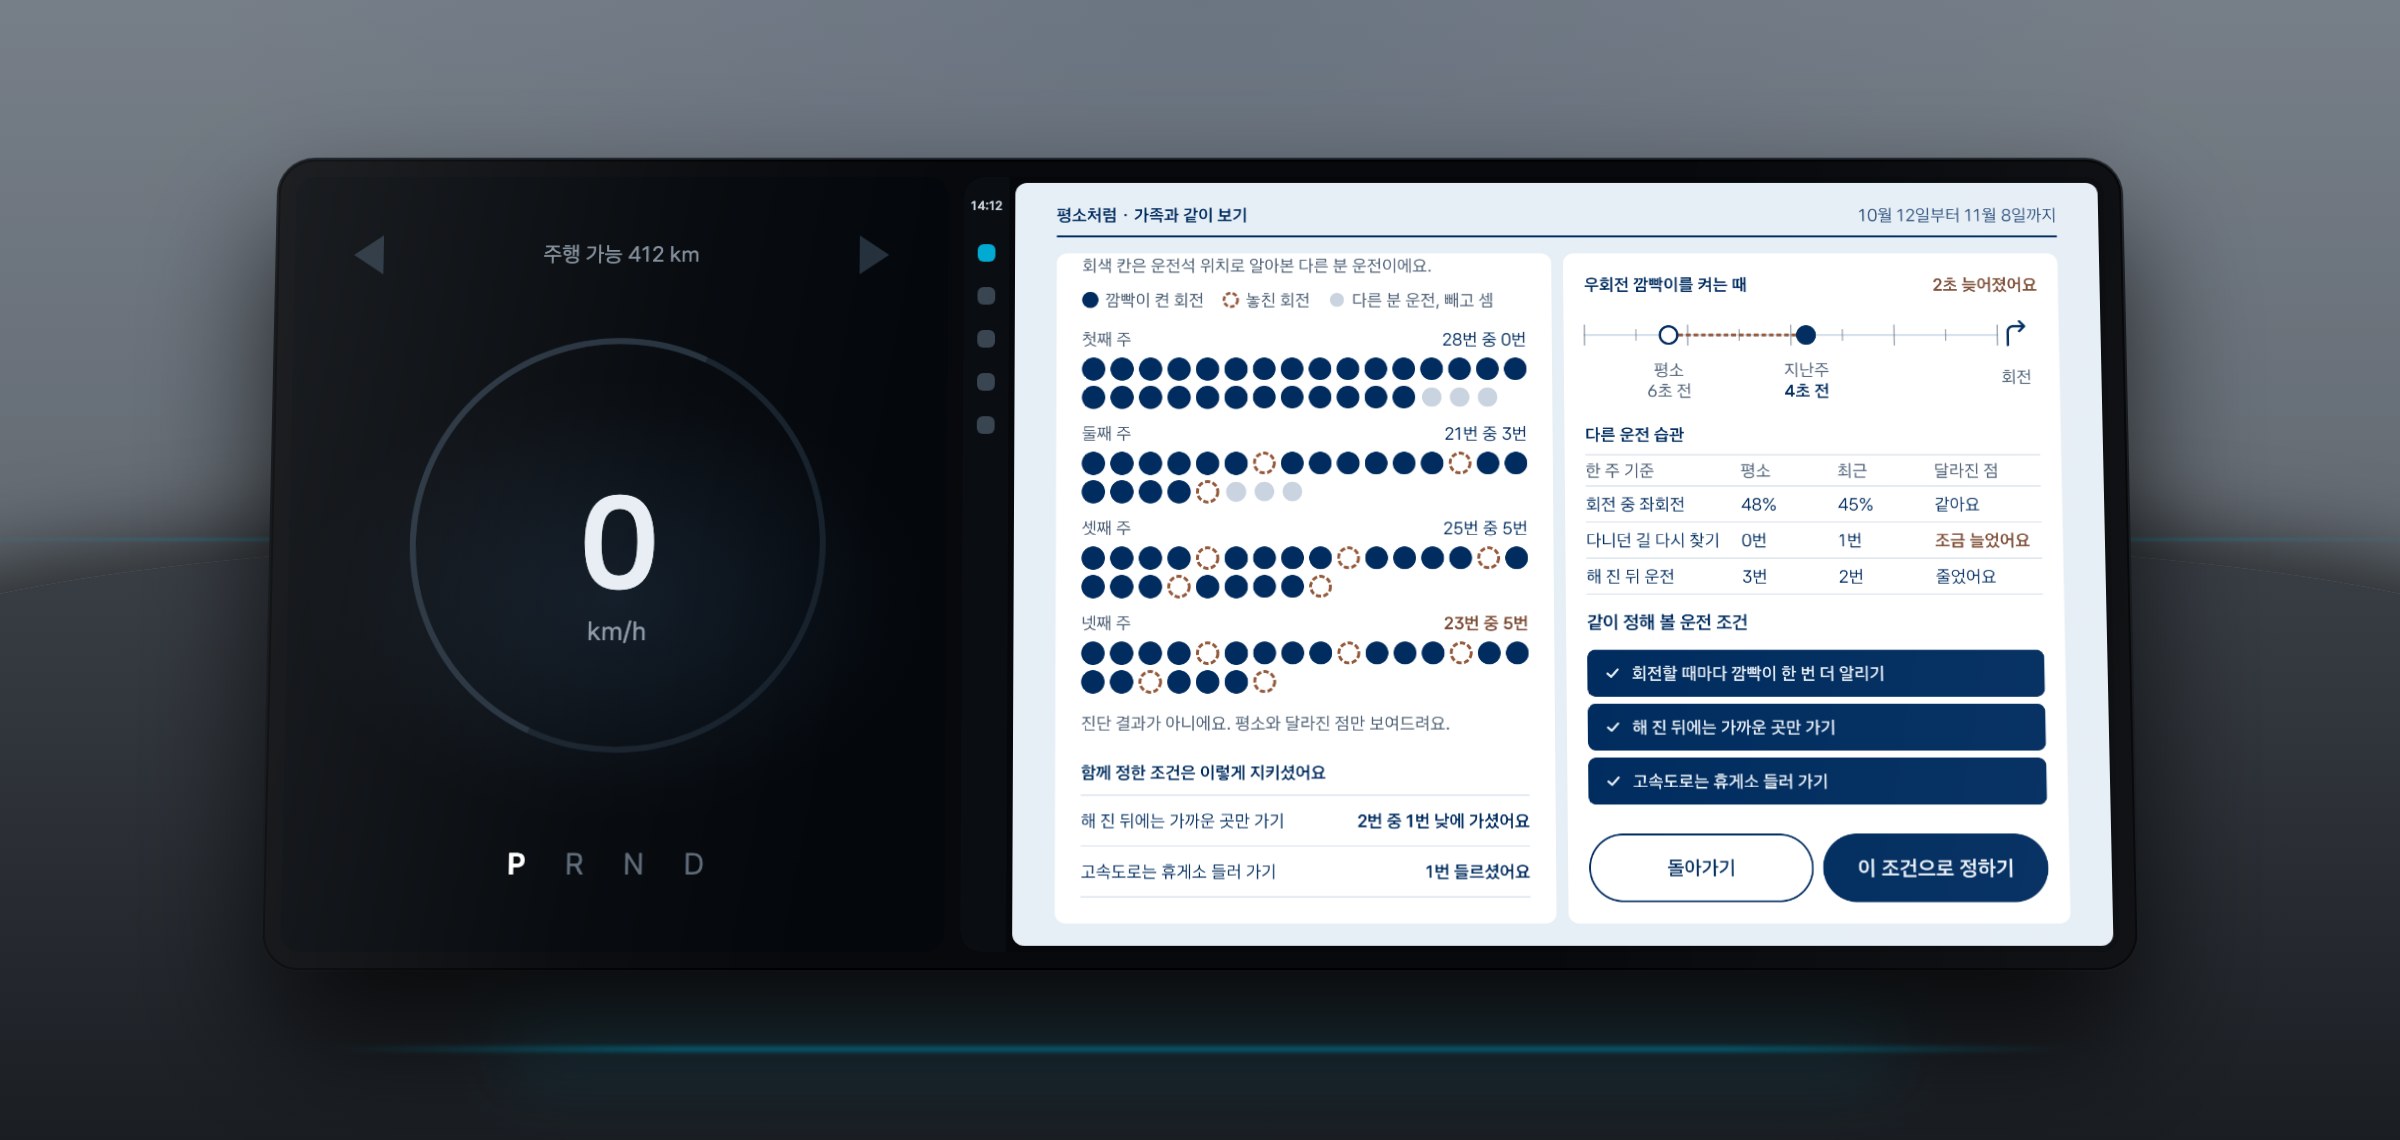 주행 가능 412 km
0
km/h
P R N D
14:12
평소처럼 · 가족과 같이 보기
10월 12일부터 11월 8일까지
회색 칸은 운전석 위치로 알아본 다른 분 운전이에요.
깜빡이 켠 회전 놓친 회전 다른 분 운전, 빼고 셈
첫째 주 28번 중 0번
둘째 주 21번 중 3번
셋째 주 25번 중 5번
넷째 주 23번 중 5번
진단 결과가 아니에요. 평소와 달라진 점만 보여드려요.
함께 정한 조건은 이렇게 지키셨어요
해 진 뒤에는 가까운 곳만 가기 2번 중 1번 낮에 가셨어요
고속도로는 휴게소 들러 가기 1번 들르셨어요
우회전 깜빡이를 켜는 때 2초 늦어졌어요
평소 지난주 회전
6초 전 4초 전
다른 운전 습관
한 주 기준 평소 최근 달라진 점
회전 중 좌회전 48% 45% 같아요
다니던 길 다시 찾기 0번 1번 조금 늘었어요
해 진 뒤 운전 3번 2번 줄었어요
같이 정해 볼 운전 조건
회전할 때마다 깜빡이 한 번 더 알리기
해 진 뒤에는 가까운 곳만 가기
고속도로는 휴게소 들러 가기
돌아가기 이 조건으로 정하기